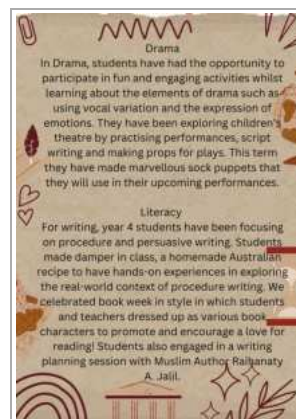 Drama
In Drama, students have had the opportunity to
participate in fun and engaging activities whilst
learning about the elements of drama such as
using vocal variation and the expression of
emotions. They have been exploring children's
theatre by practising performances, script
writing and making props for plays. This term
they have made marvellous sock puppets that
they will use in their upcoming performances.
Literacy
For writing, year 4 students have been focusing
on procedure and persuasive writing. Students
made damper in class, a homemade Australian
recipe to have hands-on experiences in exploring
the real-world context of procedure writing. We
celebrated book week in style in which students
and teachers dressed up as various book
characters to promote and encourage a love for
reading! Students also engaged in a writing
planning session with Muslim Author Raihanaty
A. Jalil.